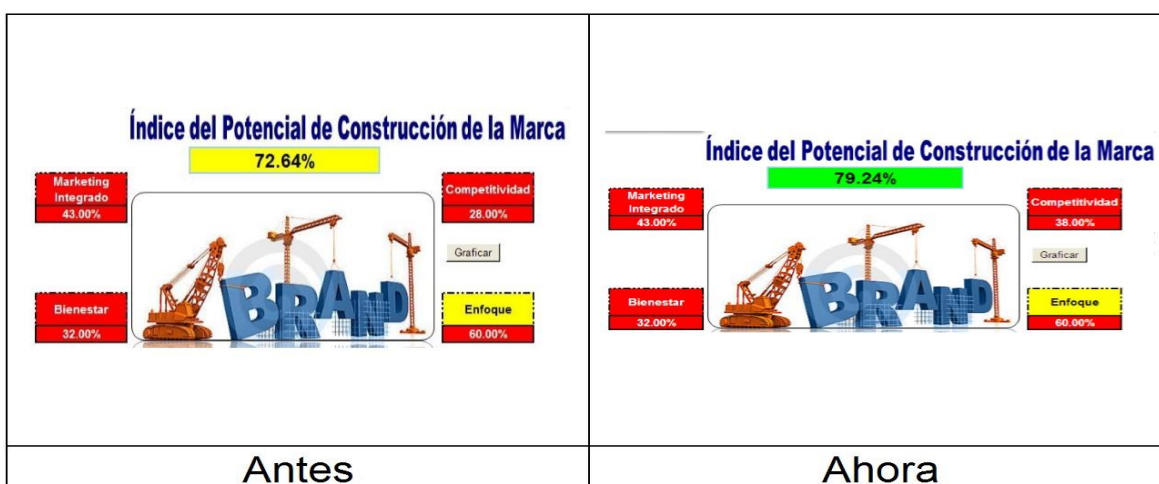 Índice del Potencial de Construcción de la Marca
72.64%
Marketing
Integrado
43.00%
Competitividad
28.00%
Graficar
BRAND
Bienestar
32.00%
Enfoque
60.00%
Antes
Índice del Potencial de Construcción de la Marca
79.24%
Marketing
Integrado
43.00%
Competitividad
38.00%
Graficar
BRAND
Bienestar
32.00%
Enfoque
60.00%
Ahora